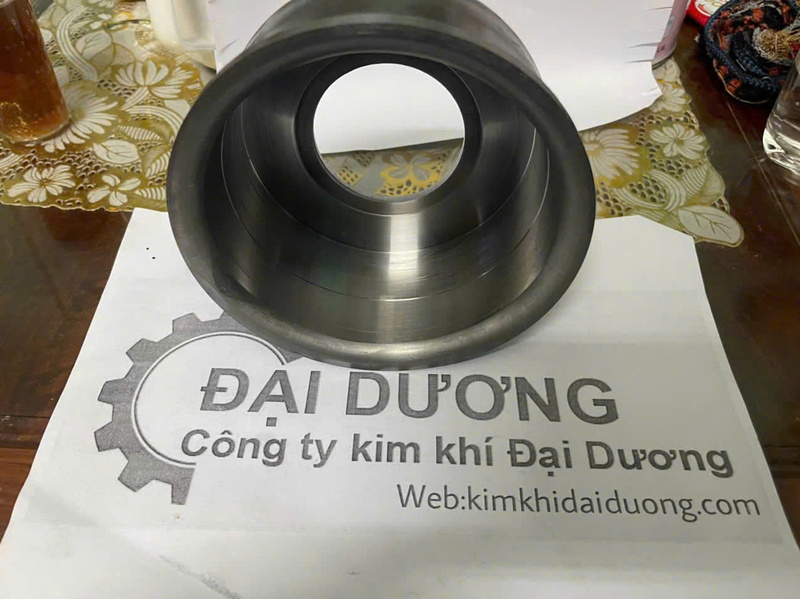 ĐẠI DƯƠNG
Công ty kim khí Đại Dương
Web:kimkhidaiduong.com